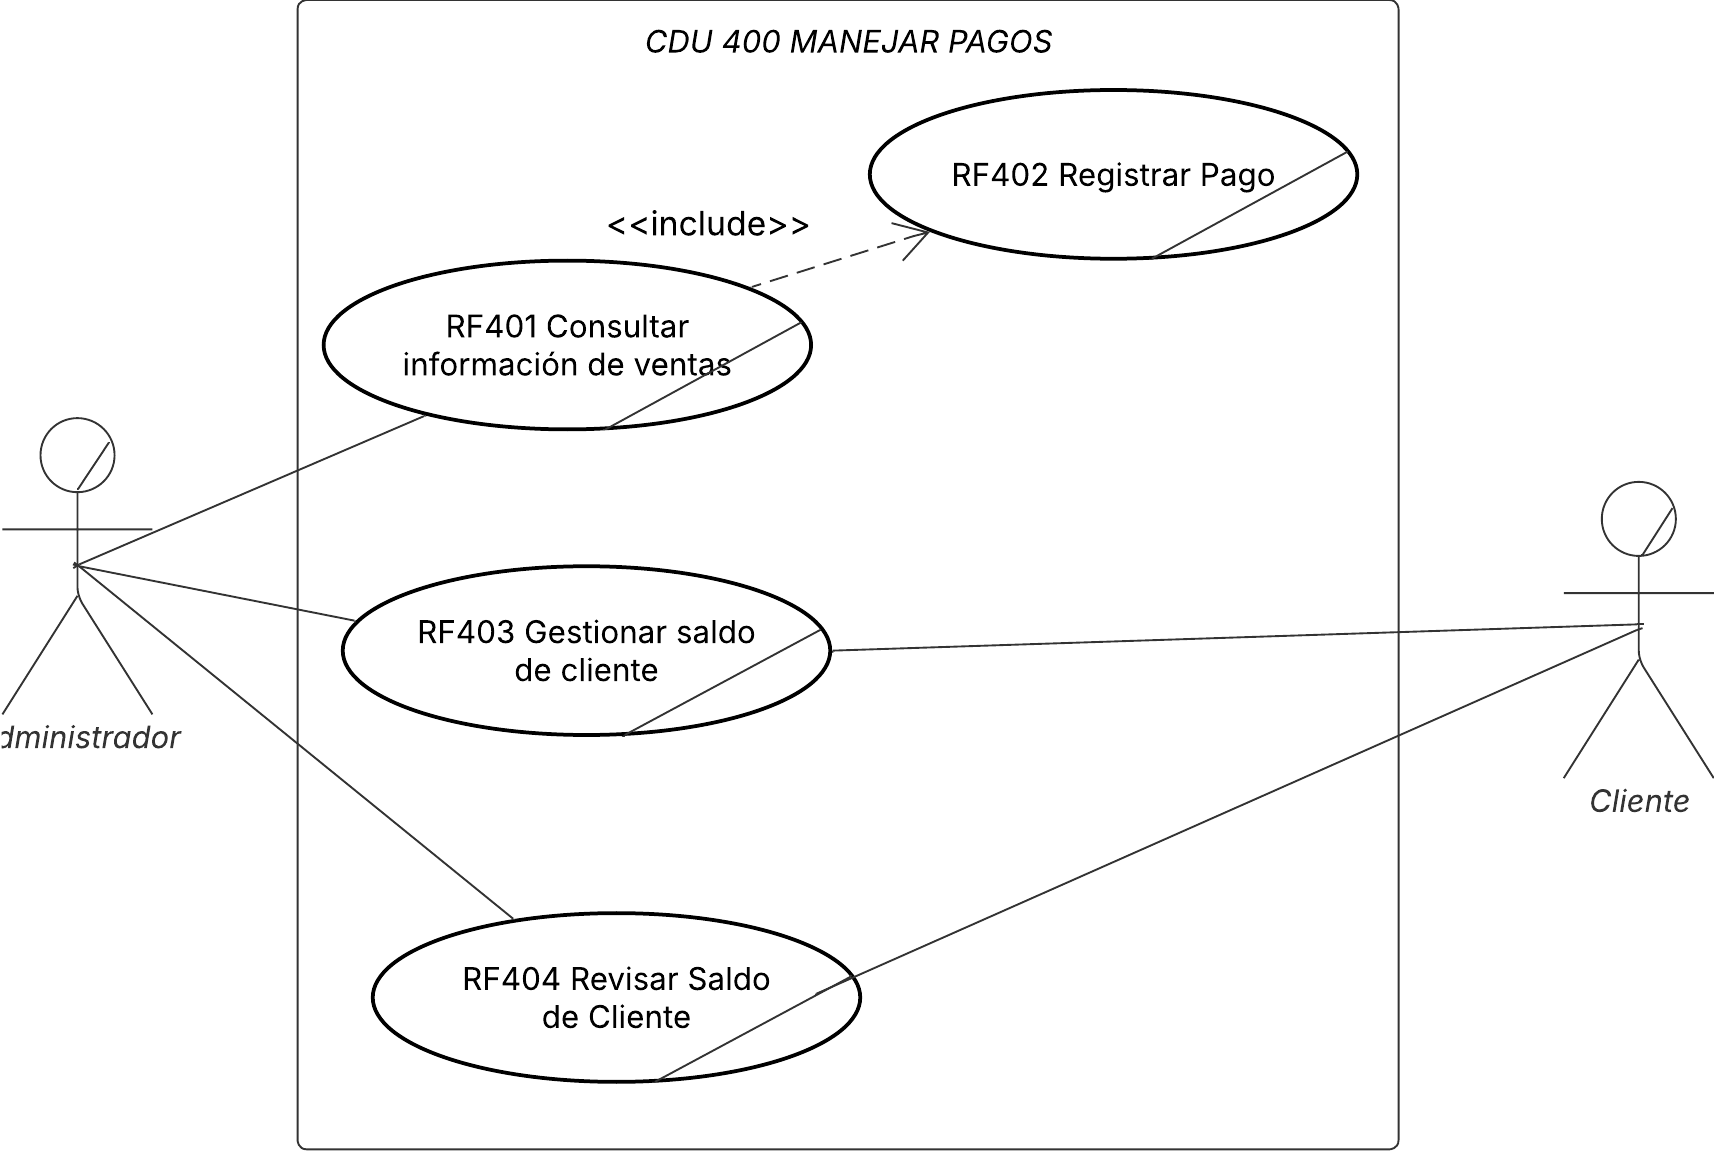 CDU 400 MANEJAR PAGOS
RF402 Registrar Pago
<<include>>
RF401 Consultar
información de ventas
RF403 Gestionar saldo
de cliente
dministrador
Cliente
RF404 Revisar Saldo
de Cliente